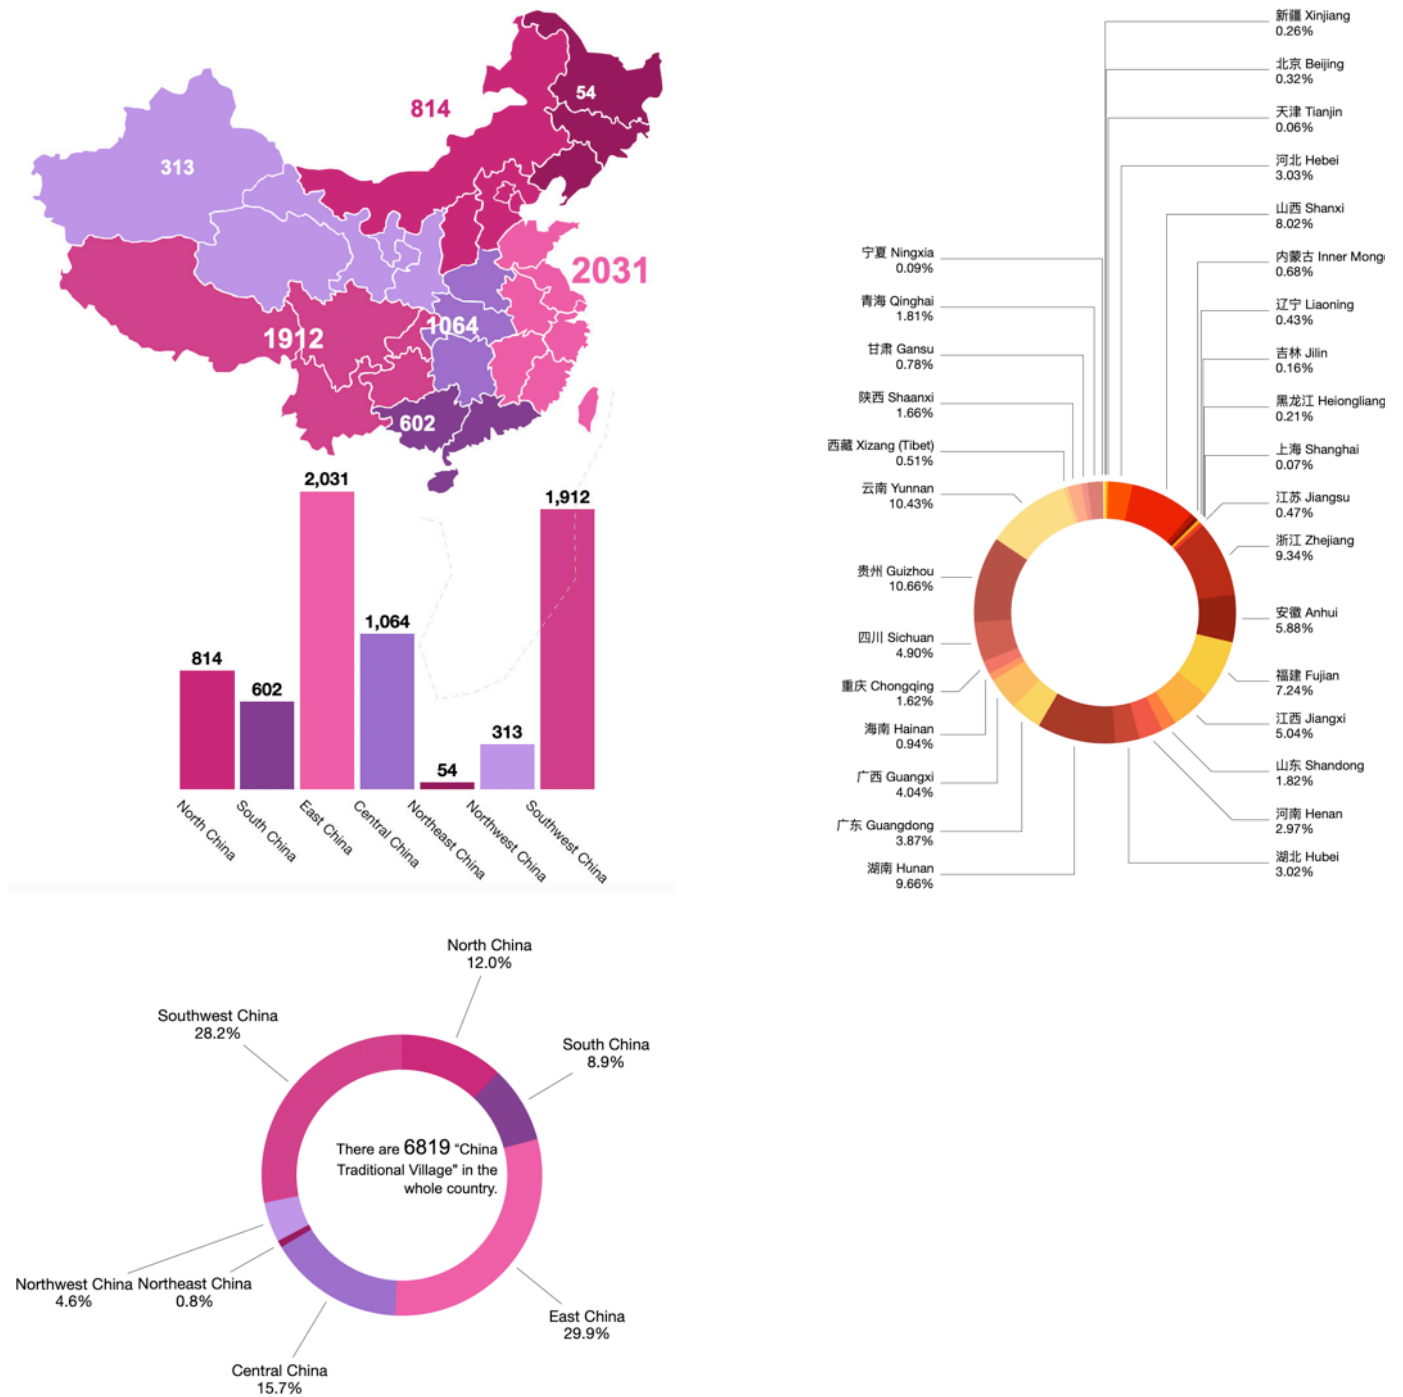 814
54
313
2031
1912
1064
602
2,031
1,912
1,064
814
602
313
54
North China
South China
East China
Central China
Northeast China
Northwest China
Southwest China
新疆 Xinjiang
0.26%
北京 Beijing
0.32%
天津 Tianjin
0.06%
河北 Hebei
3.03%
山西 Shanxi
8.02%
内蒙古 Inner Mong
0.68%
辽宁 Liaoning
0.43%
吉林 Jilin
0.16%
黑龙江 Heiongliang
0.21%
上海 Shanghai
0.07%
江苏 Jiangsu
0.47%
浙江 Zhejiang
9.34%
安徽 Anhui
5.88%
福建 Fujian
7.24%
江西 Jiangxi
5.04%
山东 Shandong
1.82%
河南 Henan
2.97%
湖北 Hubei
3.02%
宁夏 Ningxia
0.09%
青海 Qinghai
1.81%
甘肃 Gansu
0.78%
陕西 Shaanxi
1.66%
西藏 Xizang (Tibet)
0.51%
云南 Yunnan
10.43%
贵州 Guizhou
10.66%
四川 Sichuan
4.90%
重庆 Chongqing
1.62%
海南 Hainan
0.94%
广西 Guangxi
4.04%
广东 Guangdong
3.87%
湖南 Hunan
9.66%
North China
12.0%
Southwest China
28.2%
South China
8.9%
There are 6819 “China
Traditional Village” in the
whole country.
Northwest China
4.6%
Northeast China
0.8%
East China
29.9%
Central China
15.7%